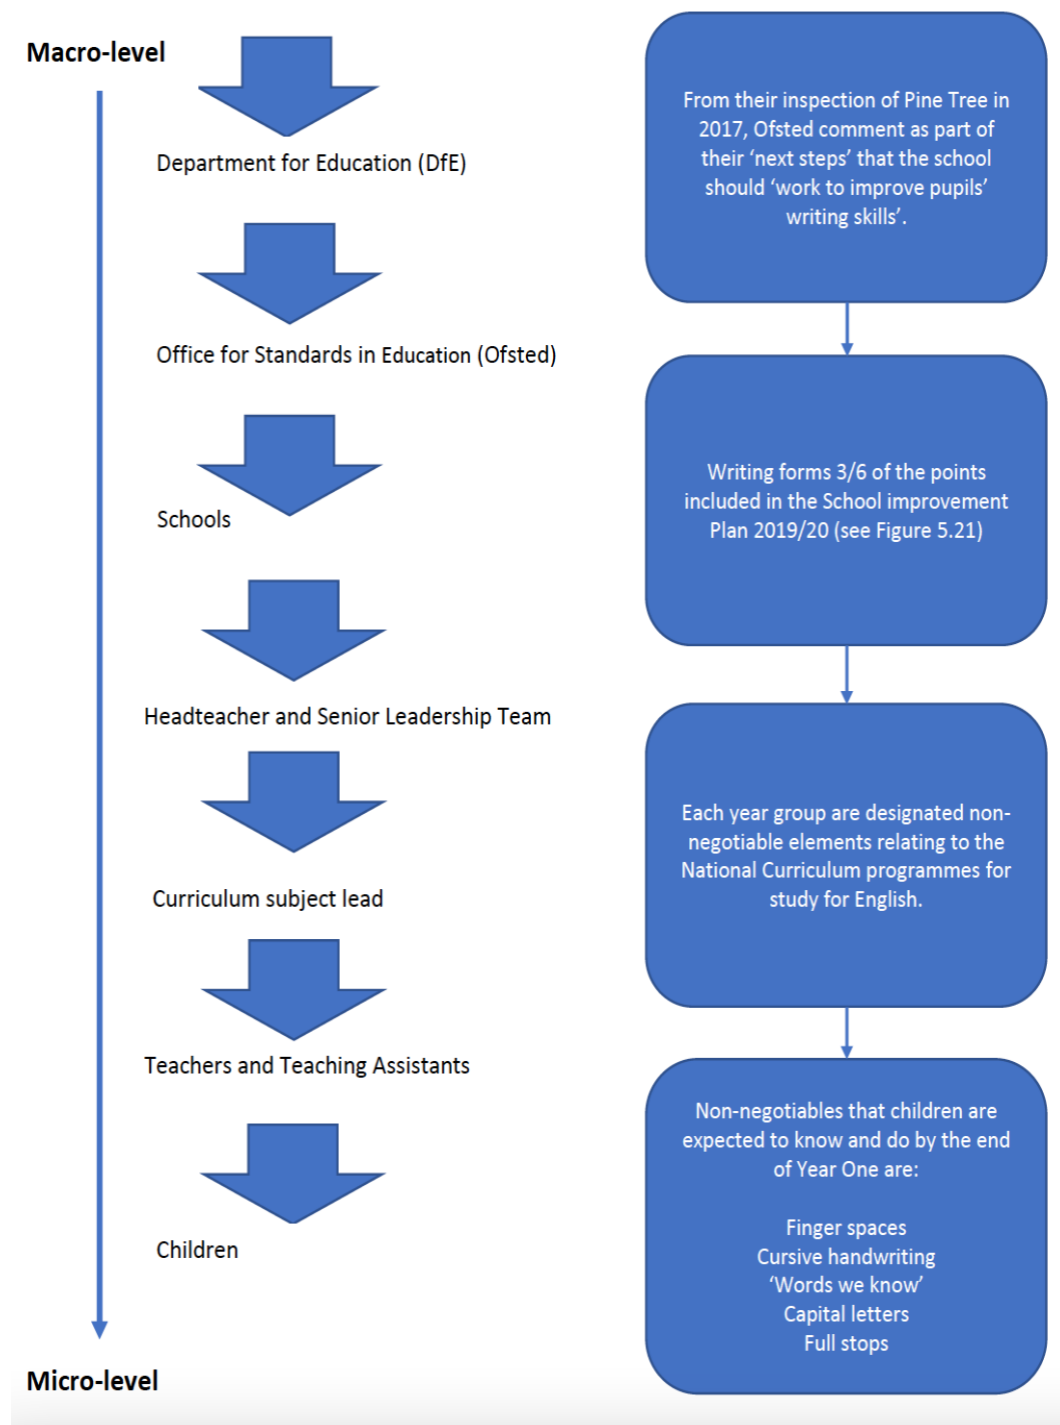 Macro-level
Department for Education (DfE)
Office for Standards in Education (Ofsted)
Schools
Headteacher and Senior Leadership Team
Curriculum subject lead
Teachers and Teaching Assistants
Children
Micro-level
From their inspection of Pine Tree in
2017, Ofsted comment as part of
their ‘next steps’ that the school
should ‘work to improve pupils’
writing skills’.
Writing forms 3/6 of the points
included in the School improvement
Plan 2019/20 (see Figure 5.21)
Each year group are designated non-
negotiable elements relating to the
National Curriculum programmes for
study for English.
Non-negotiables that children are
expected to know and do by the end
of Year One are:
Finger spaces
Cursive handwriting
‘Words we know’
Capital letters
Full stops